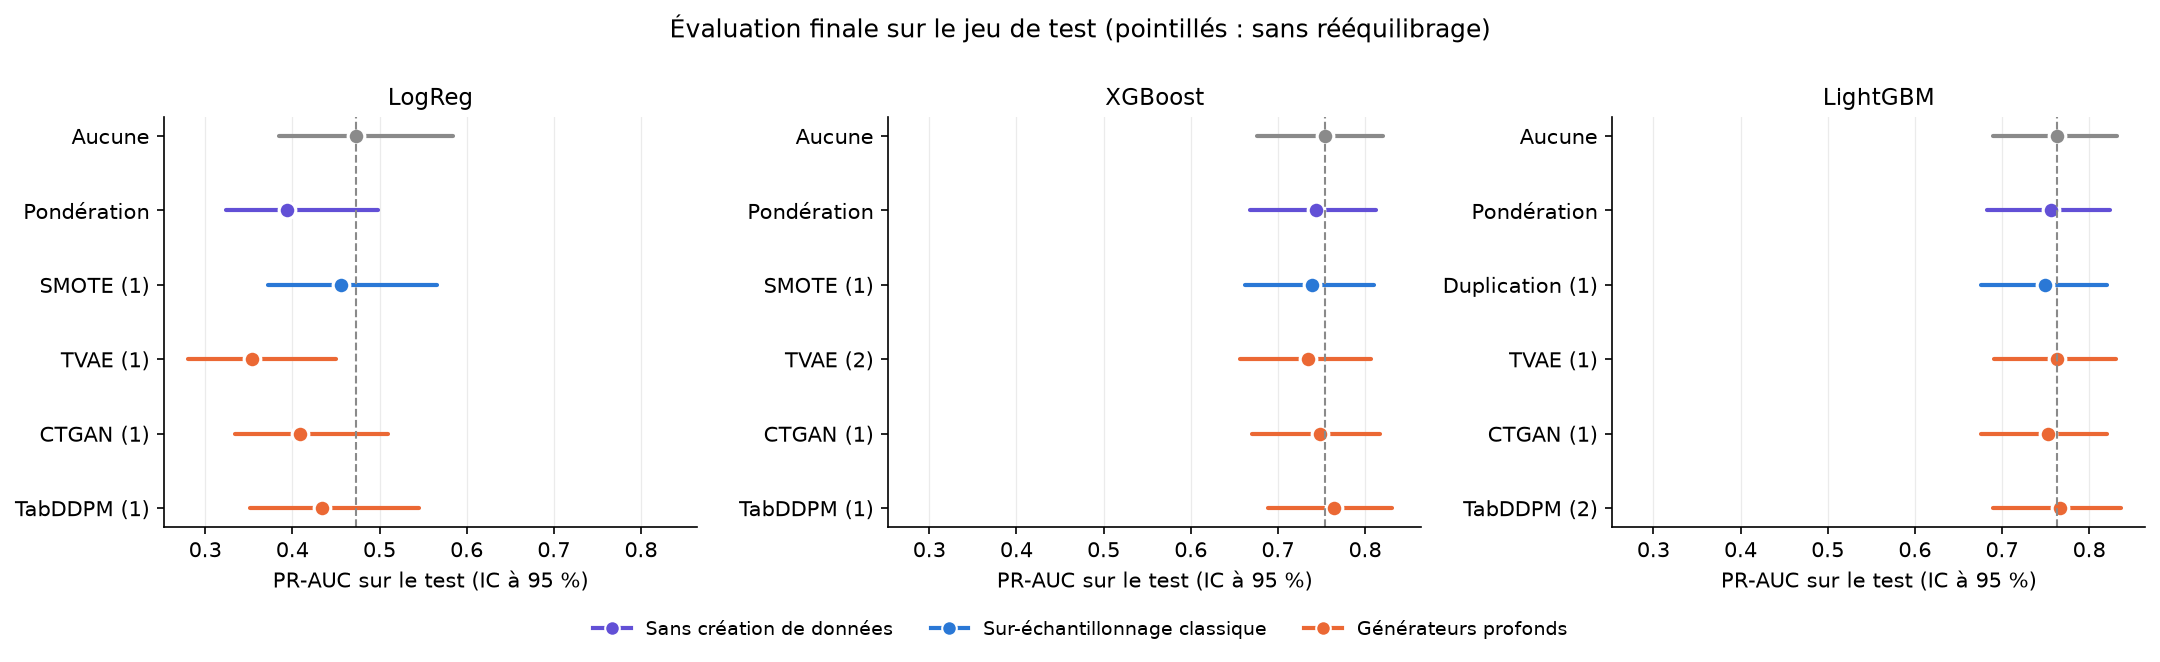 Évaluation finale sur le jeu de test (pointillés : sans rééquilibrage)
LogReg
Aucune
Pondération
SMOTE (1)
TVAE (1)
CTGAN (1)
TabDDPM (1)
0.3 0.4 0.5 0.6 0.7 0.8
PR-AUC sur le test (IC à 95 %)
XGBoost
Aucune
Pondération
SMOTE (1)
TVAE (2)
CTGAN (1)
TabDDPM (1)
0.3 0.4 0.5 0.6 0.7 0.8
PR-AUC sur le test (IC à 95 %)
LightGBM
Aucune
Pondération
Duplication (1)
TVAE (1)
CTGAN (1)
TabDDPM (2)
0.3 0.4 0.5 0.6 0.7 0.8
PR-AUC sur le test (IC à 95 %)
Sans création de données Sur-échantillonnage classique Générateurs profonds